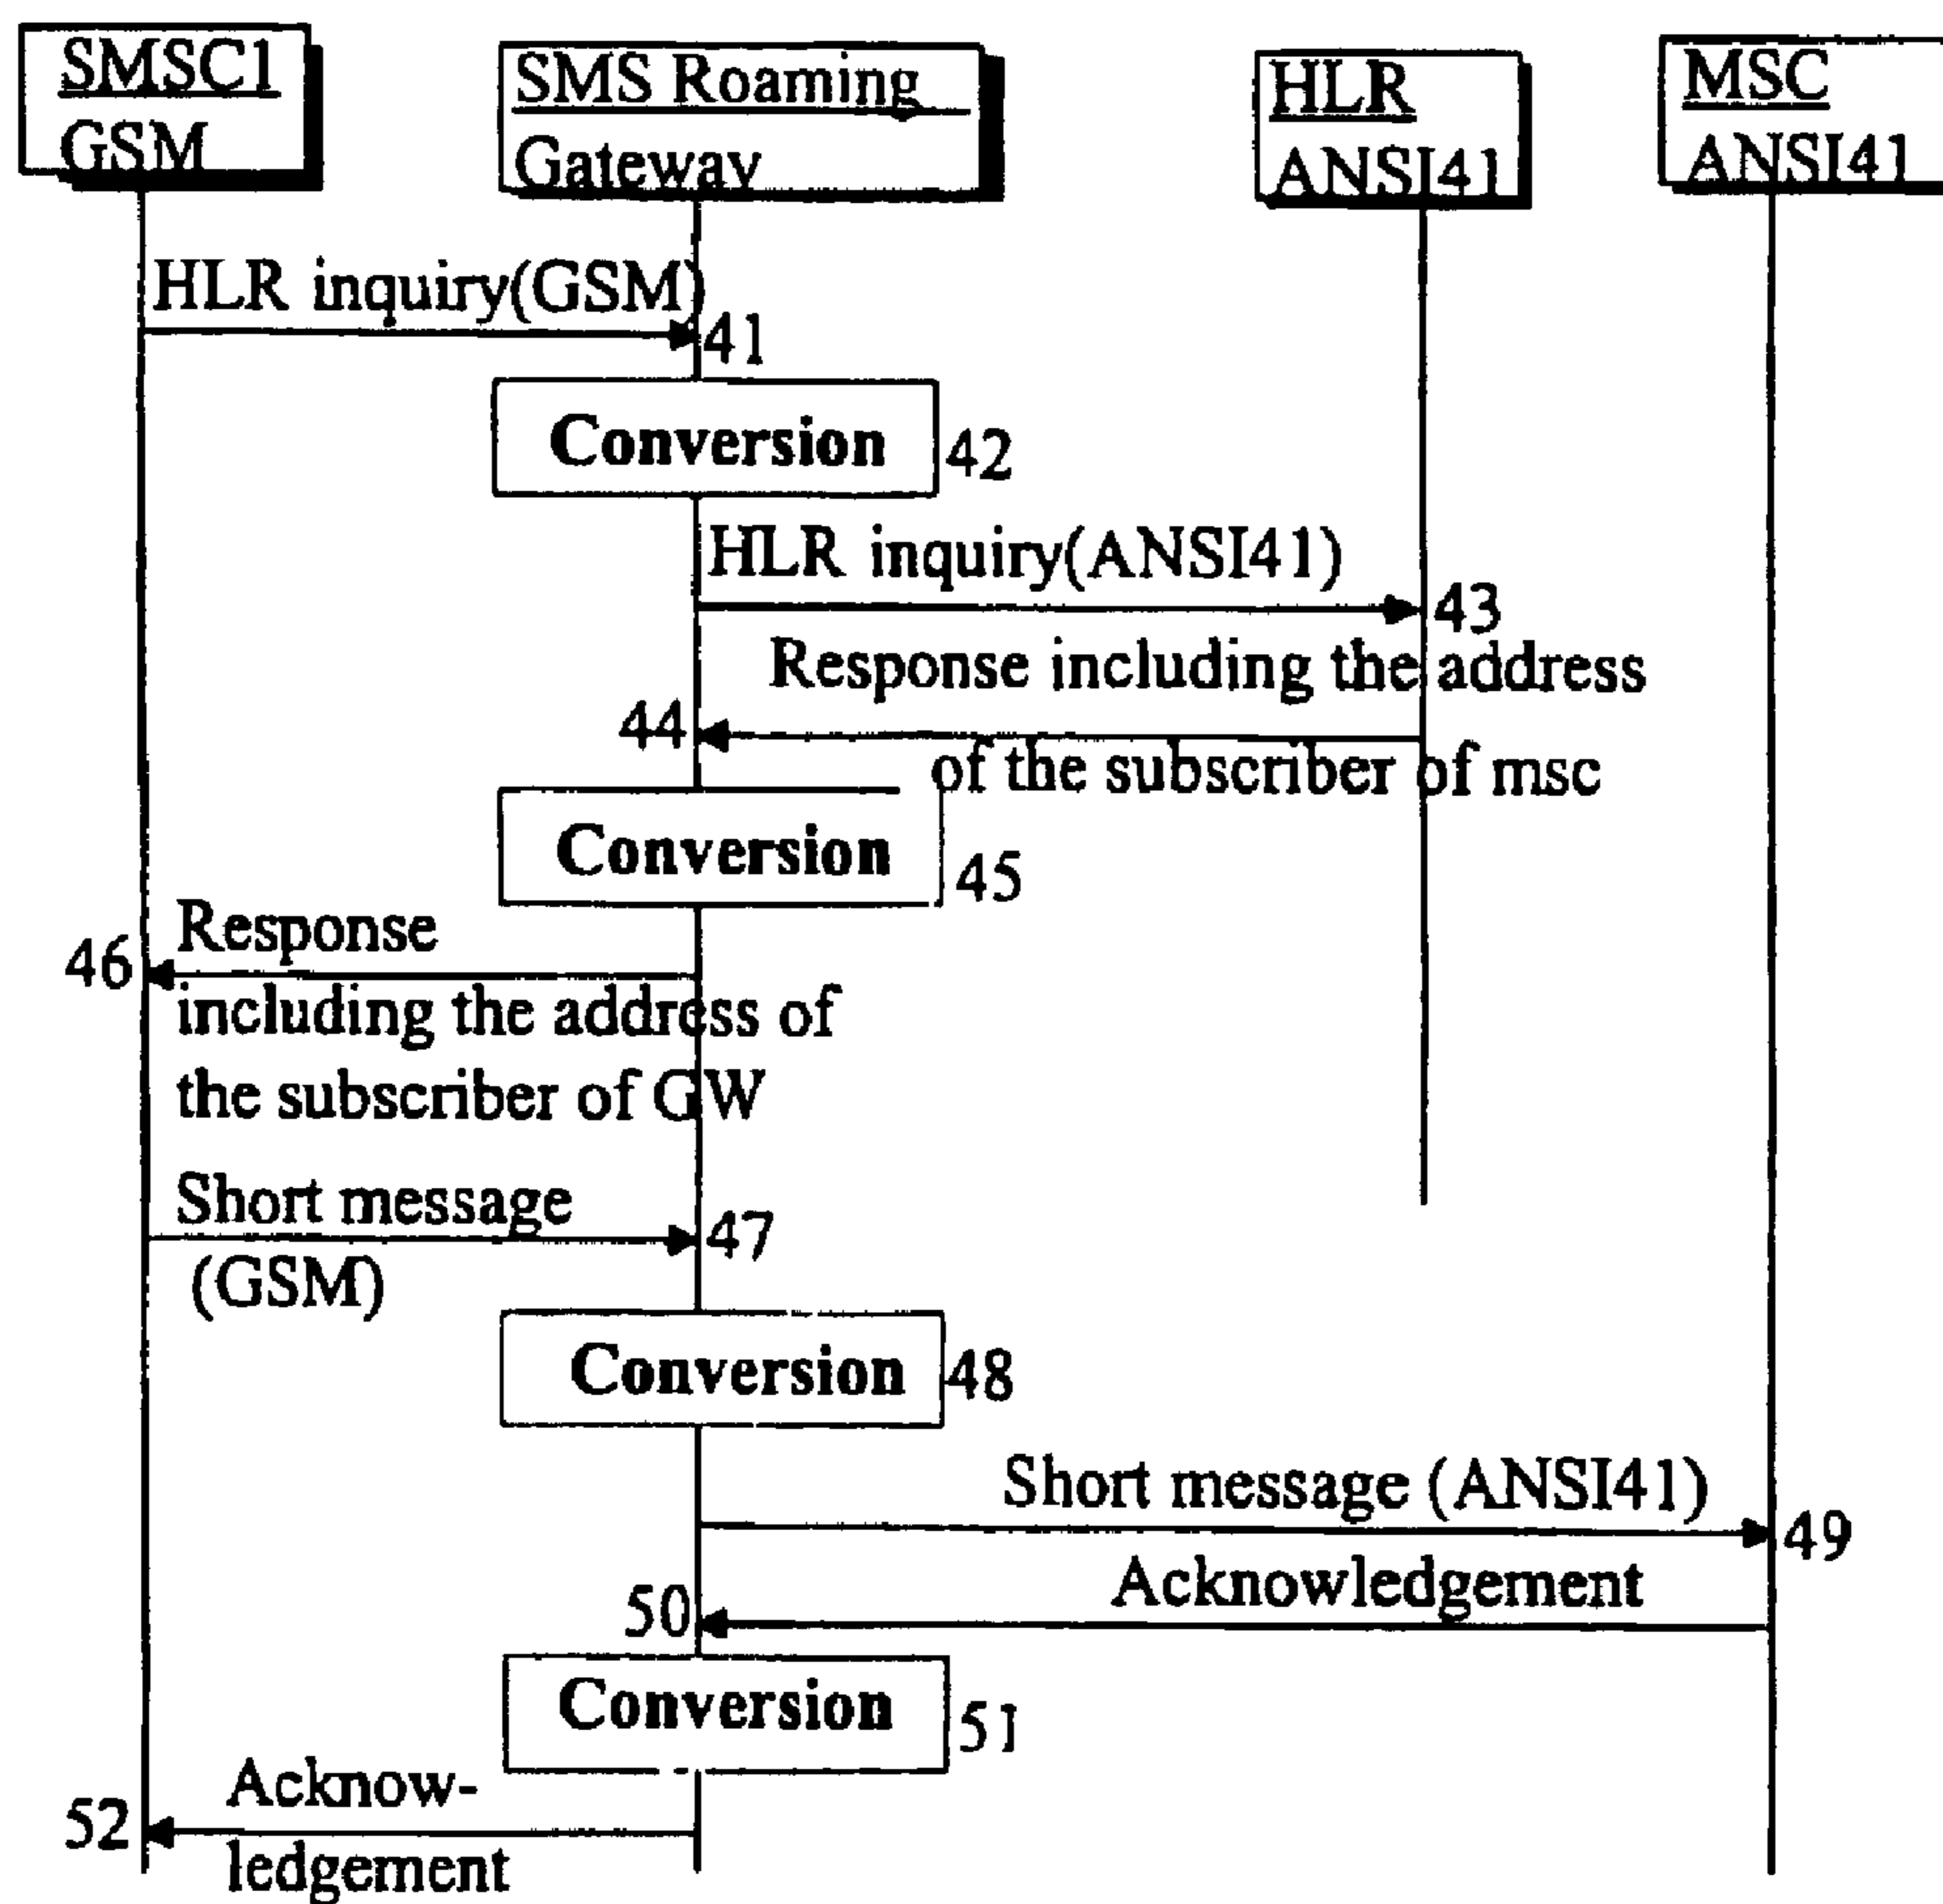 SMSC1
GSM
SMS Roaming
Gateway
HLR
ANSI41
MSC
ANSI41
HLR inquiry(GSM)
41
Conversion
42
HLR inquiry(ANSI41)
43
Response including the address
44
of the subscriber of msc
Conversion
45
Response
46
including the address of
the subscriber of GW
Short message
47
(GSM)
Conversion
48
Short message (ANSI41)
49
Acknowledgement
50
Conversion
51
Acknow-
52
ledgement